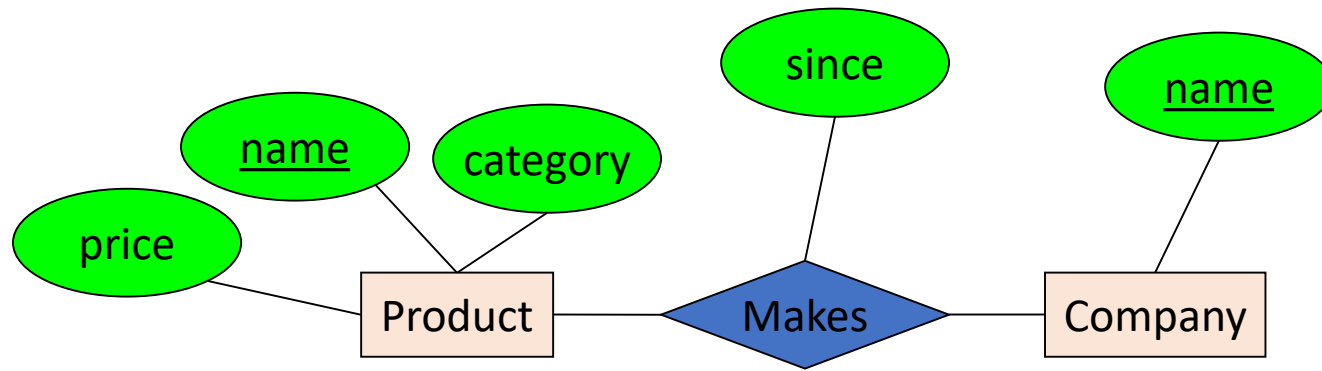 since
name
name
category
price
Product
Makes
Company